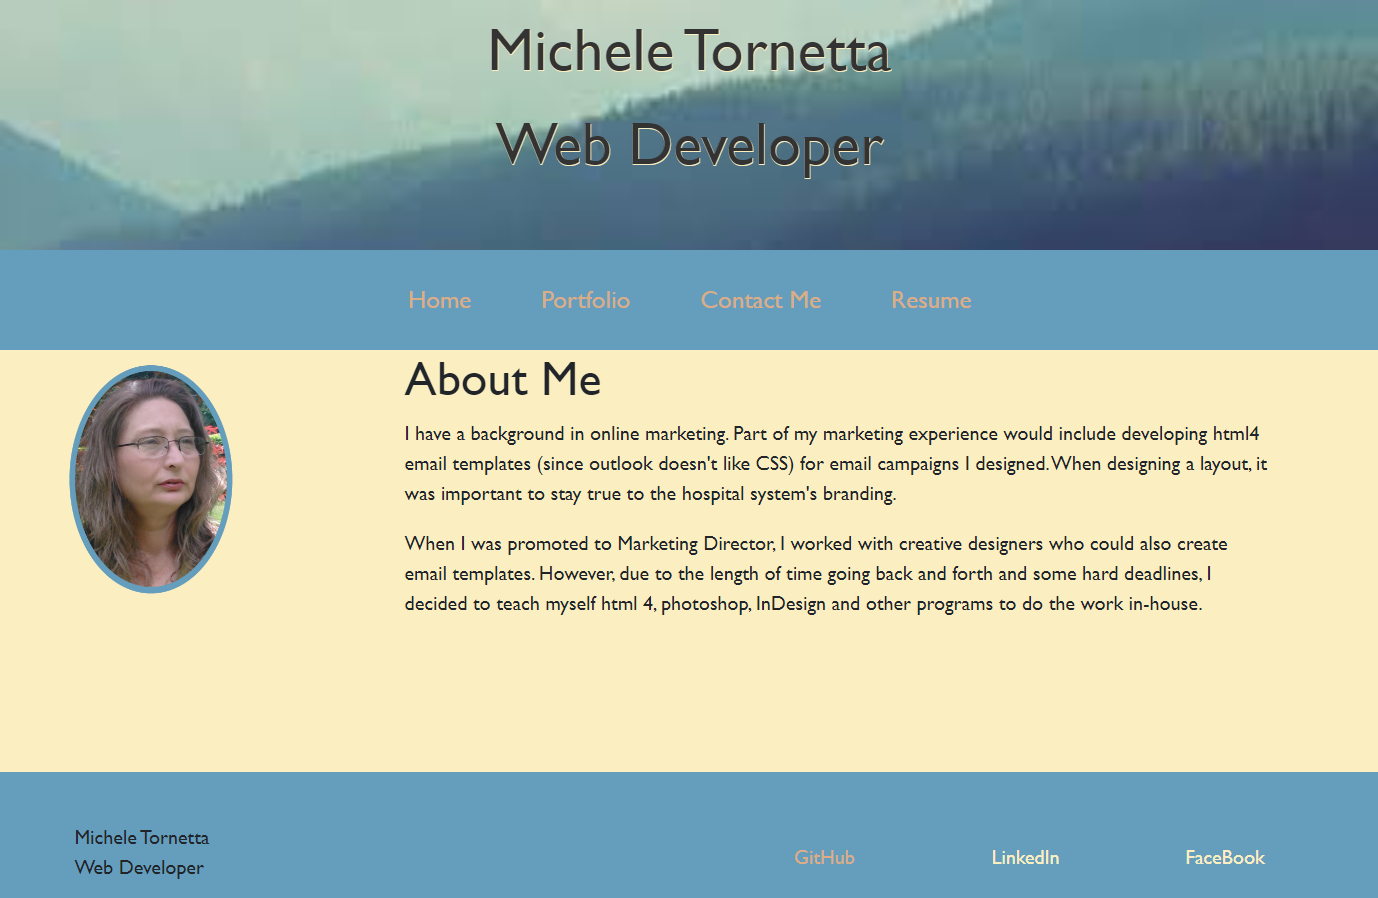 Michele Tornetta
Web Developer
Home Portfolio Contact Me Resume
About Me
I have a background in online marketing. Part of my marketing experience would include developing html4
email templates (since outlook doesn't like CSS) for email campaigns I designed. When designing a layout, it
was important to stay true to the hospital system's branding.
When I was promoted to Marketing Director, I worked with creative designers who could also create
email templates. However, due to the length of time going back and forth and some hard deadlines, I
decided to teach myself html 4, photoshop, InDesign and other programs to do the work in-house.
Michele Tornetta
Web Developer
GitHub LinkedIn FaceBook